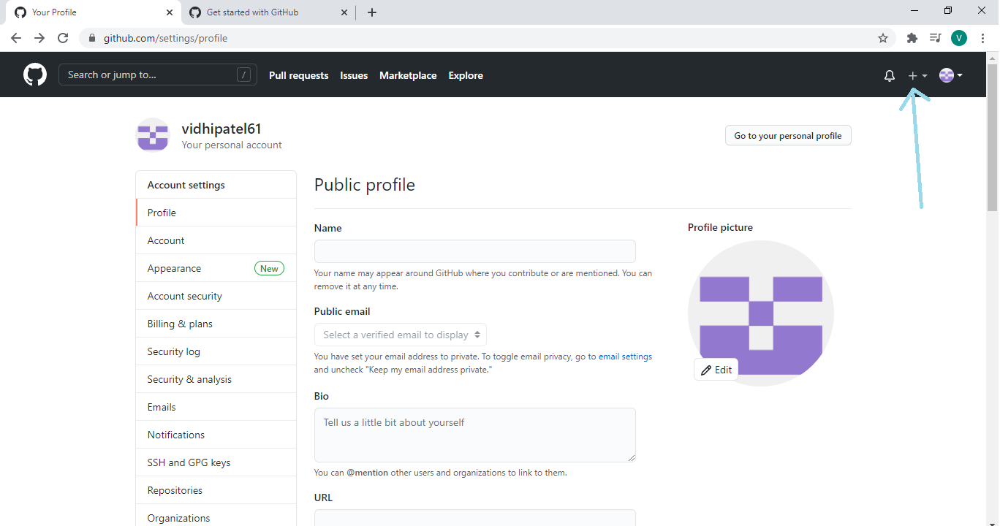 Your Profile
Get started with GitHub
github.com/settings/profile
V
Search or jump to...
/
Pull requests
Issues
Marketplace
Explore
vidhipatel61
Your personal account
Go to your personal profile
Account settings
Profile
Account
Appearance
New
Account security
Billing & plans
Security log
Security & analysis
Emails
Notifications
SSH and GPG keys
Repositories
Organizations
Public profile
Name
Your name may appear around GitHub where you contribute or are mentioned. You can
remove it at any time.
Public email
Select a verified email to display
You have set your email address to private. To toggle email privacy, go to email settings
and uncheck "Keep my email address private."
Bio
Tell us a little bit about yourself
You can @mention other users and organizations to link to them.
URL
Profile picture
Edit